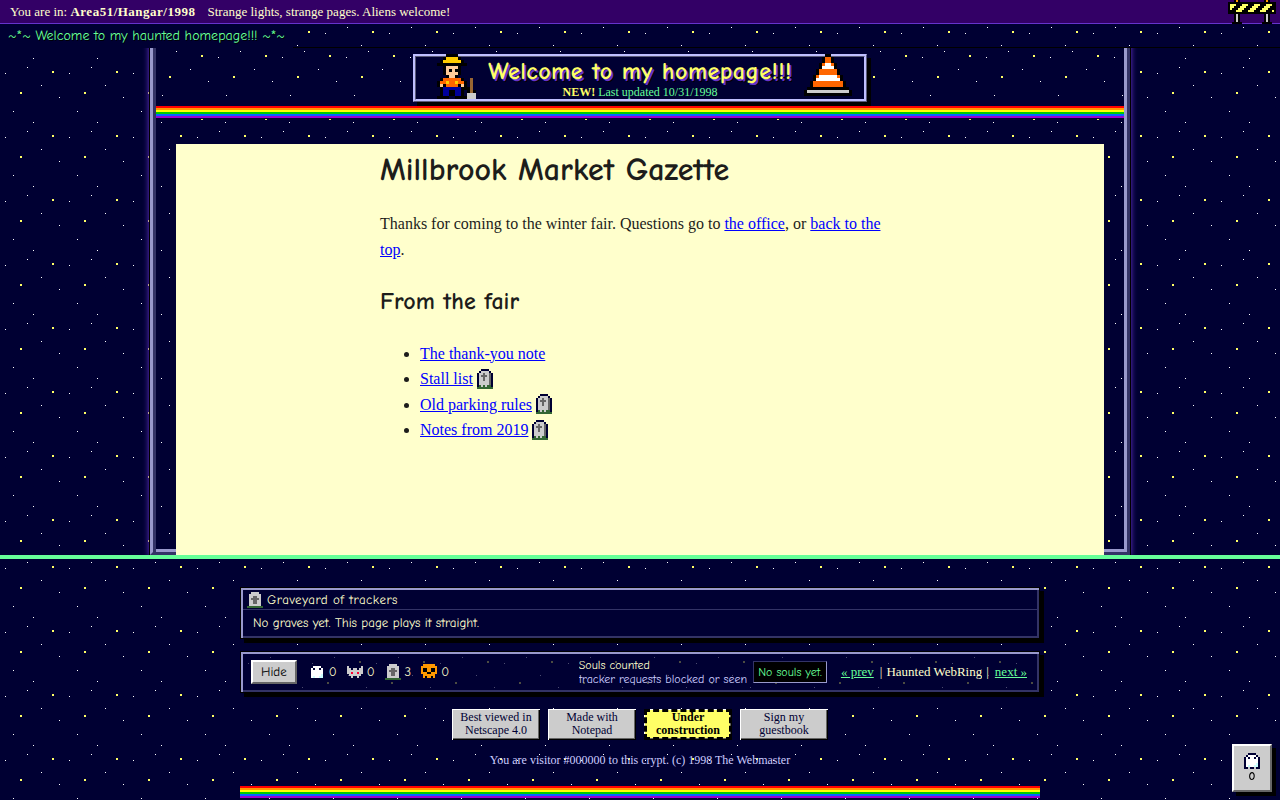 You are in: Area51/Hangar/1998 Strange lights, strange pages. Aliens welcome!
~*~ Welcome to my haunted homepage!!! ~*~
Welcome to my homepage!!!
NEW! Last updated 10/31/1998
Millbrook Market Gazette
Thanks for coming to the winter fair. Questions go to the office, or back to the
top.
From the fair
The thank-you note
Stall list
Old parking rules
Notes from 2019
Graveyard of trackers
No graves yet. This page plays it straight.
Hide 0 0 3 0
Souls counted
tracker requests blocked or seen
No souls yet.
« prev | Haunted WebRing | next »
Best viewed in
Netscape 4.0
Made with
Notepad
Under
construction
Sign my
guestbook
You are visitor #000000 to this crypt. (c) 1998 The Webmaster
0